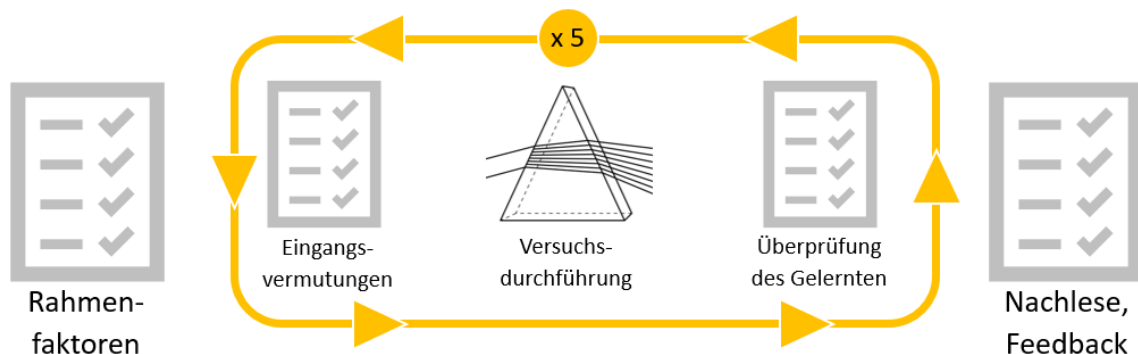 x 5
Rahmen-
faktoren
Eingangs-
vermutungen
Versuchs-
durchführung
Überprüfung
des Gelernten
Nachlese,
Feedback